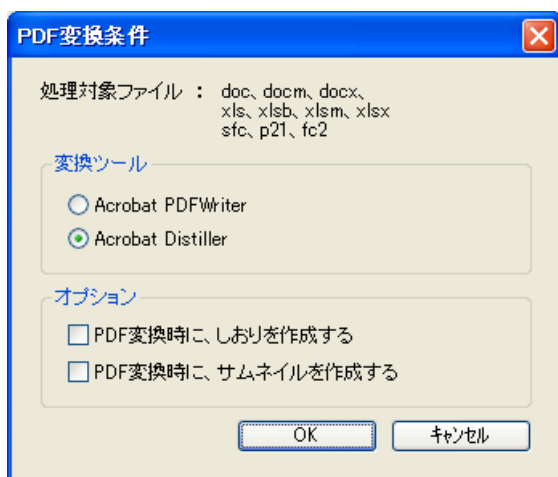 PDF変換条件
処理対象ファイル : doc、docm、docx、
xls、xlsb、xlsm、xlsx
sfc、p21、fc2
変換ツール
Acrobat PDFWriter
Acrobat Distiller
オプション
PDF変換時に、しおりを作成する
PDF変換時に、サムネイルを作成する
OK キャンセル